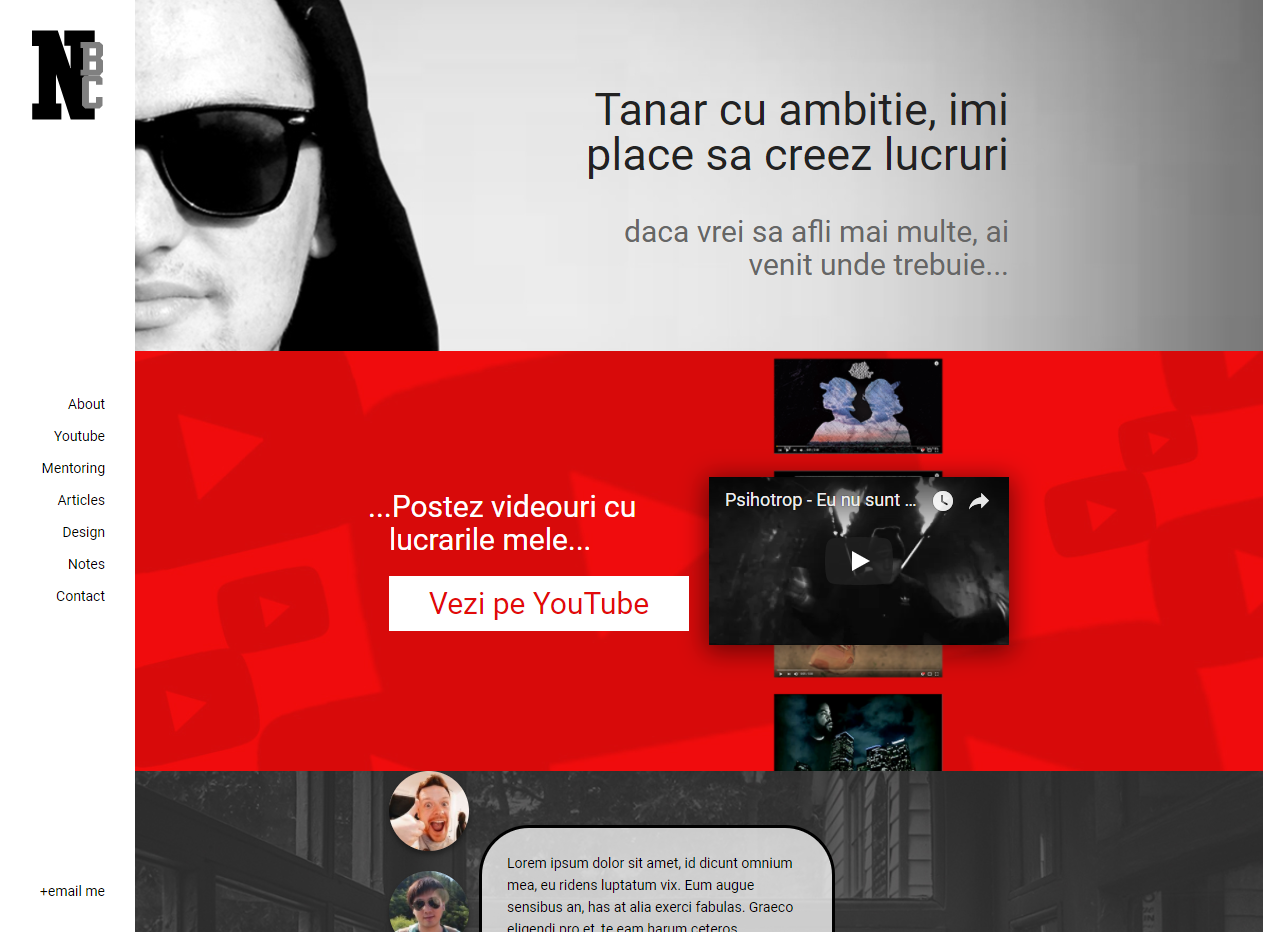 N
B
C
Tanar cu ambitie, imi
place sa creez lucruri
daca vrei sa afli mai multe, ai
venit unde trebuie...
About
Youtube
Mentoring
Articles
Design
Notes
Contact
...Postez videouri cu
lucrarile mele...
Vezi pe YouTube
Psihotrop - Eu nu sunt ...
+email me
Lorem ipsum dolor sit amet, id dicunt omnium
mea, eu ridens luptatum vix. Eum augue
sensibus an, has at alia exerci fabulas. Graeco
eligendi pro et, te eam harum ceteros